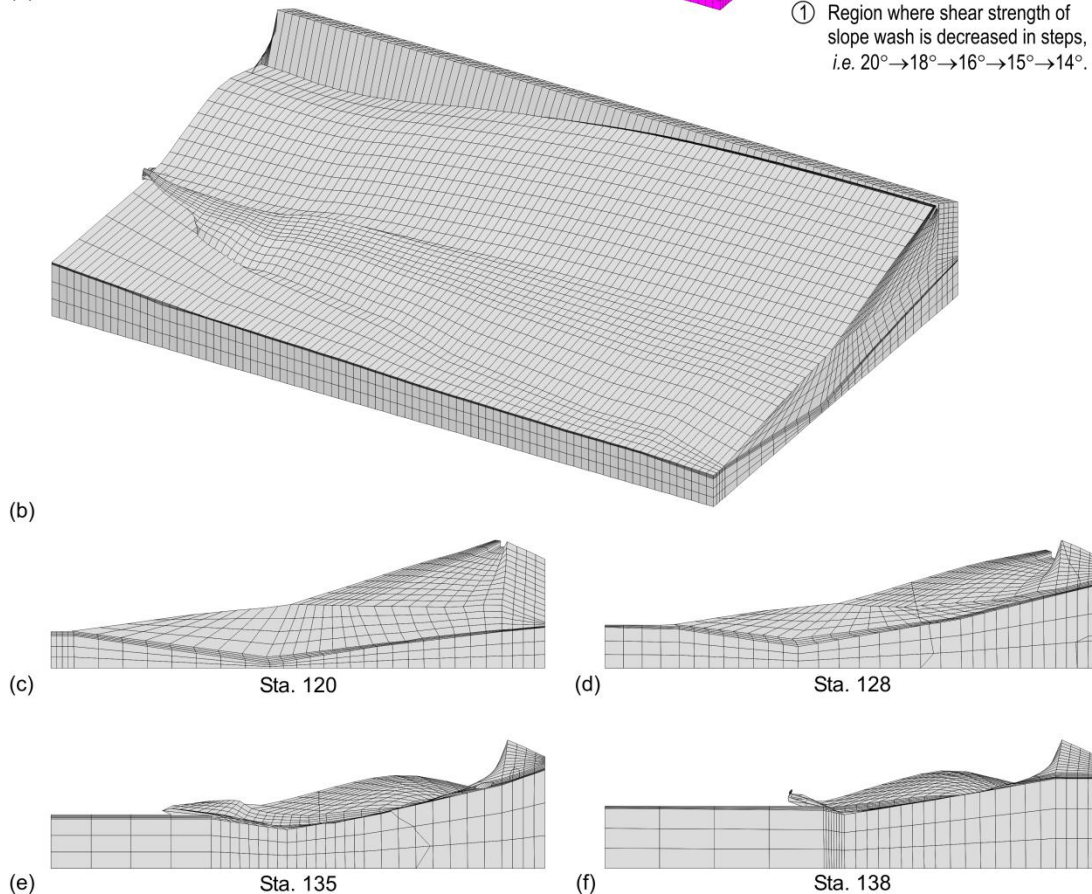 ① Region where shear strength of
slope wash is decreased in steps,
i.e. 20°→18°→16°→15°→14°.
(b)
(c) Sta. 120
(d) Sta. 128
(e) Sta. 135
(f) Sta. 138